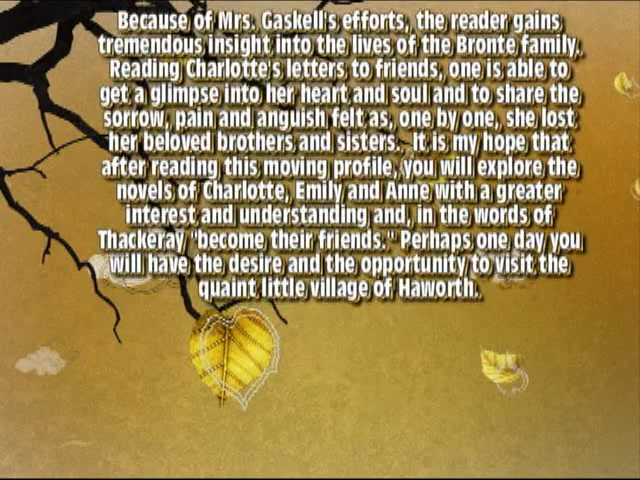 Because of Mrs. Gaskell's efforts, the reader gains
tremendous insight into the lives of the Bronte family.
Reading Charlotte's letters to friends, one is able to
get a glimpse into her heart and soul and to share the
sorrow, pain and anguish felt as, one by one, she lost
her beloved brothers and sisters. It is my hope that
after reading this moving profile, you will explore the
novels of Charlotte, Emily and Anne with a greater
interest and understanding and, in the words of
Thackeray "become their friends." Perhaps one day you
will have the desire and the opportunity to visit the
quaint little village of Haworth.